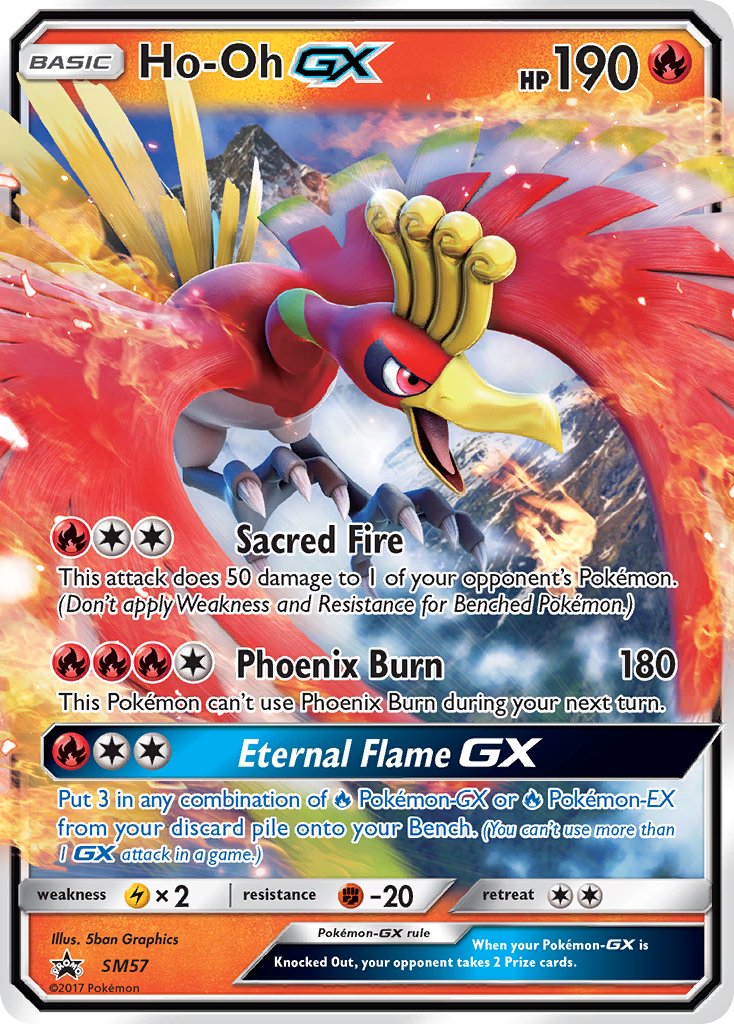 BASIC Ho-Oh GX HP 190
Sacred Fire
This attack does 50 damage to 1 of your opponent's Pokémon.
(Don't apply Weakness and Resistance for Benched Pokémon.)
Phoenix Burn 180
This Pokémon can't use Phoenix Burn during your next turn.
Eternal Flame GX
Put 3 in any combination of Pokémon-GX or Pokémon-EX
from your discard pile onto your Bench. (You can't use more than
1 GX attack in a game.)
weakness × 2 resistance -20 retreat
Illus. 5ban Graphics
Pokémon-GX rule
When your Pokémon-GX is
Knocked Out, your opponent takes 2 Prize cards.
PROMO SM57
©2017 Pokémon